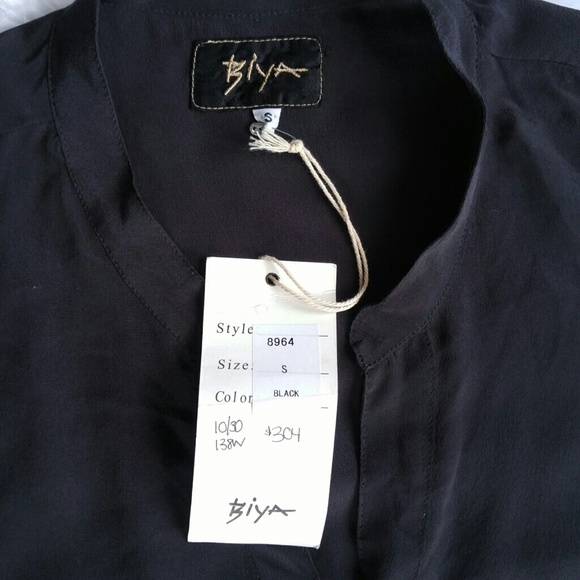 Biya
S
Style 8964
Size: S
Color BLACK
10/30 $304
138W
Biya